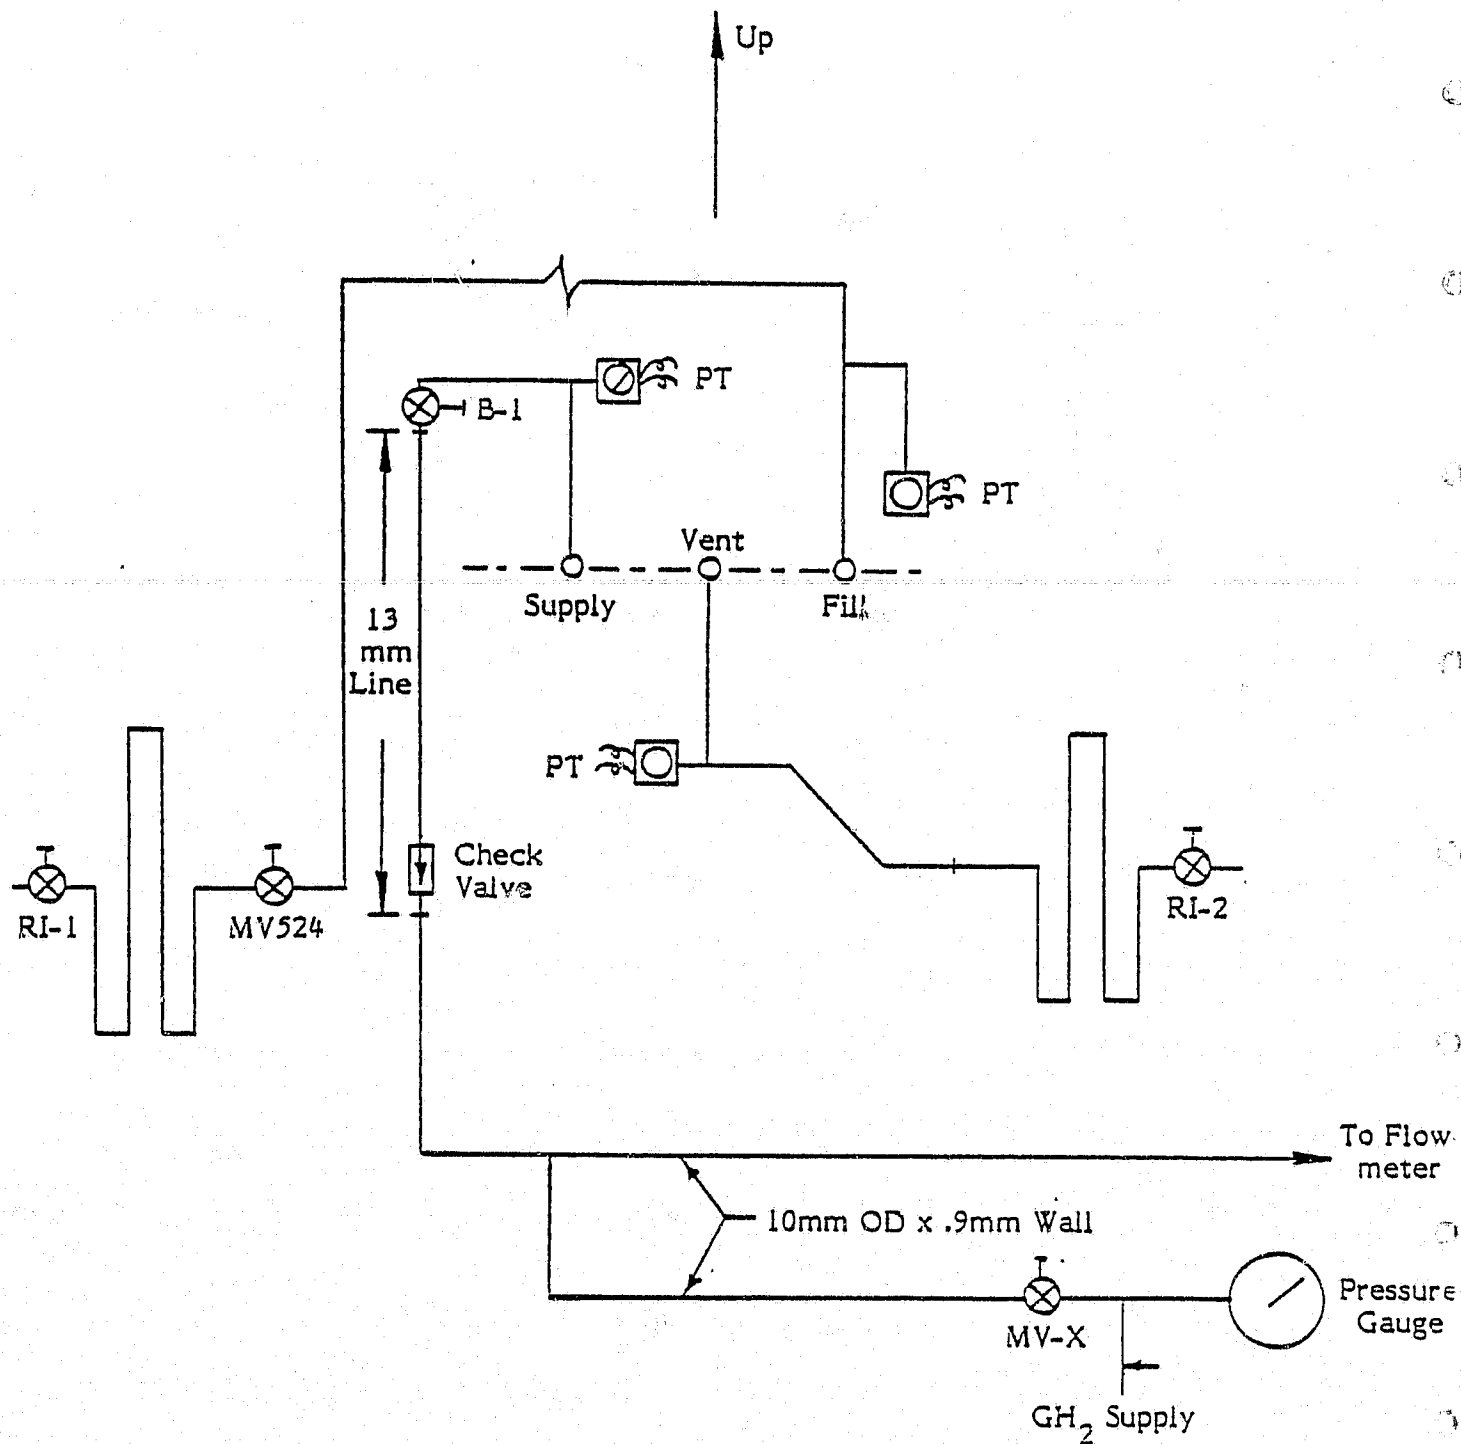 Up
PT
B-1
PT
Vent
Supply
Fill
13
mm
Line
PT
Check
Valve
RI-1
MV524
RI-2
To Flow
meter
10mm OD x .9mm Wall
Pressure
Gauge
MV-X
GH2 Supply